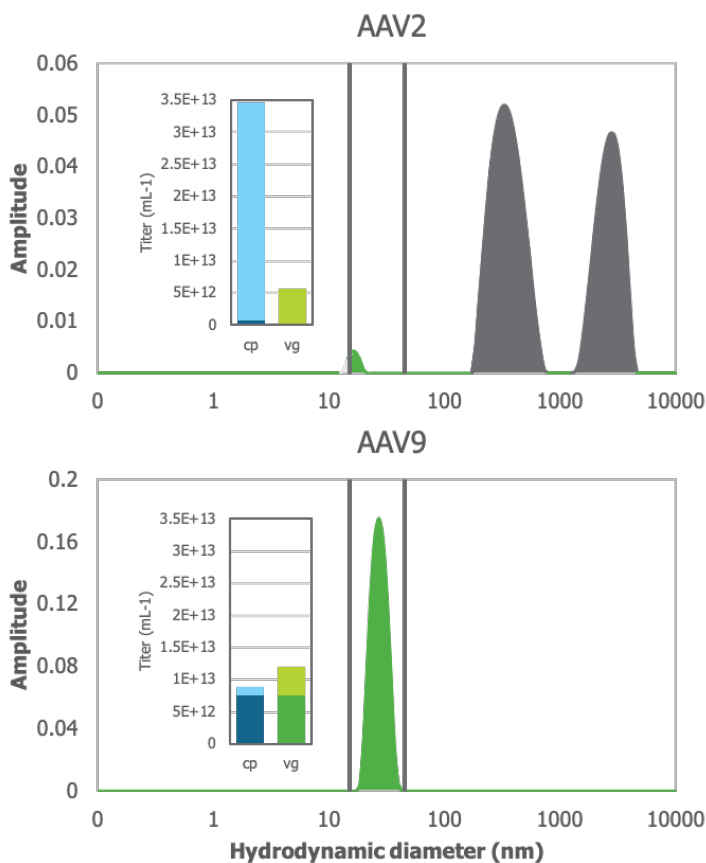 AAV2
0.06
0.05
0.04
0.03
0.02
0.01
0
Amplitude
3.5E+13
3E+13
2.5E+13
2E+13
1.5E+13
1E+13
5E+12
0
Titer (mL-1)
cp vg
0 1 10 100 1000 10000
AAV9
0.2
0.16
0.12
0.08
0.04
0
Amplitude
3.5E+13
3E+13
2.5E+13
2E+13
1.5E+13
1E+13
5E+12
0
Titer (mL-1)
cp vg
0 1 10 100 1000 10000
Hydrodynamic diameter (nm)